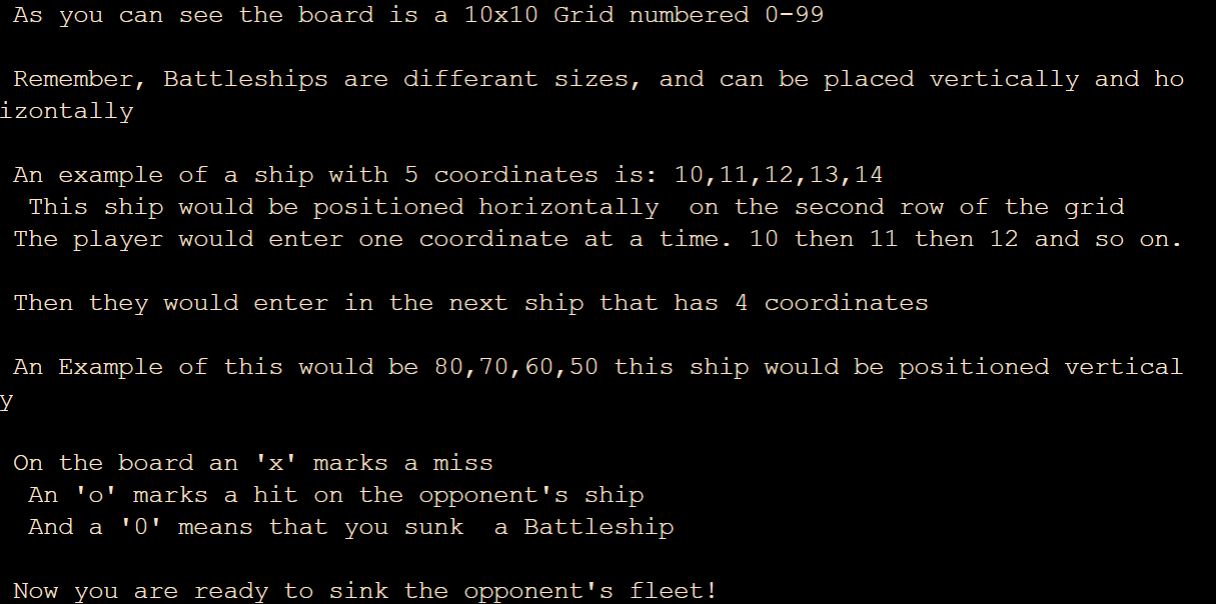 As you can see the board is a 10x10 Grid numbered 0-99
Remember, Battleships are differant sizes, and can be placed vertically and ho
izontally
An example of a ship with 5 coordinates is: 10,11,12,13,14
This ship would be positioned horizontally  on the second row of the grid
The player would enter one coordinate at a time. 10 then 11 then 12 and so on.
Then they would enter in the next ship that has 4 coordinates
An Example of this would be 80,70,60,50 this ship would be positioned vertical
y
On the board an 'x' marks a miss
An 'o' marks a hit on the opponent's ship
And a '0' means that you sunk  a Battleship
Now you are ready to sink the opponent's fleet!